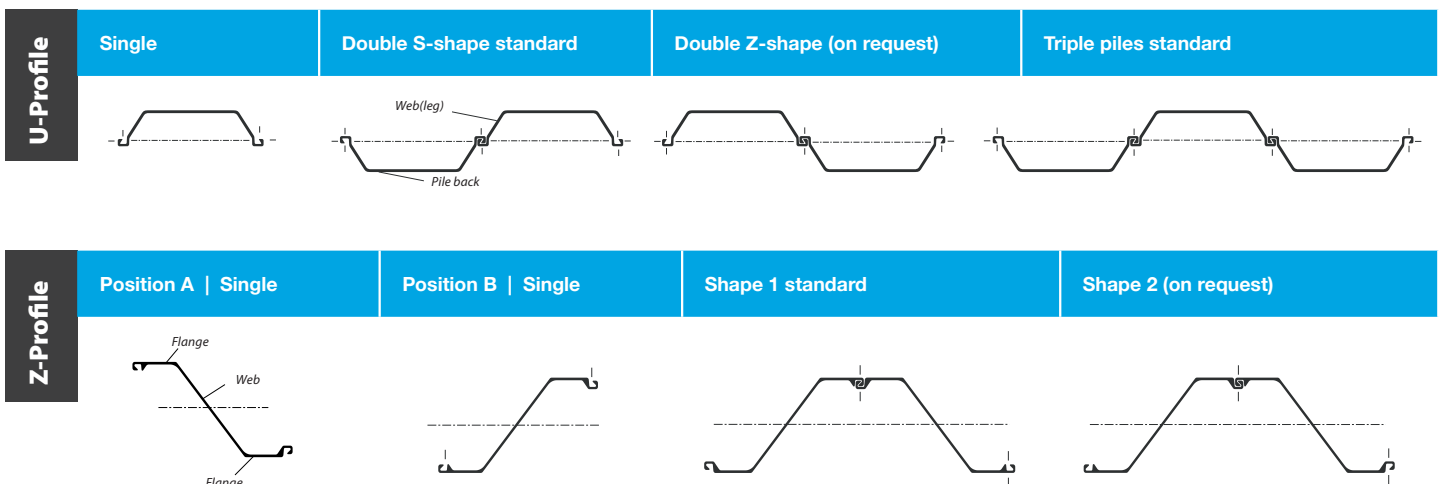 U-Profile
Single
Double S-shape standard
Double Z-shape (on request)
Triple piles standard
Web(leg)
Pile back
Z-Profile
Position A | Single
Position B | Single
Shape 1 standard
Shape 2 (on request)
Flange
Web
Flange